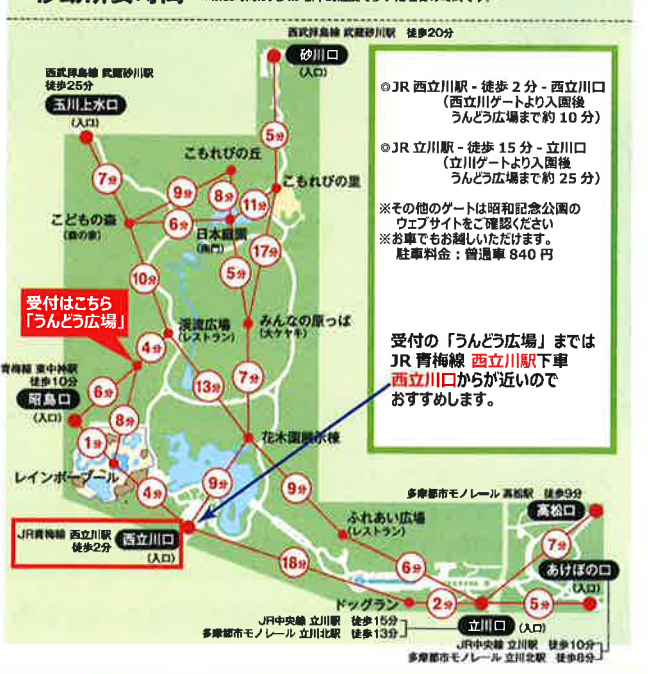 西武拝島線 武蔵砂川駅 徒歩20分
砂川口
(入口)
西武拝島線 武蔵砂川駅
徒歩25分
玉川上水口
(入口)
◎JR 西立川駅 - 徒歩 2 分 - 西立川口
(西立川ゲートより入園後
うんどう広場まで約 10 分)
◎JR 立川駅 - 徒歩 15 分 - 立川口
(立川ゲートより入園後
うんどう広場まで約 25 分)
※その他のゲートは昭和記念公園の
ウェブサイトをご確認ください
※お車でもお越しいただけます。
駐車料金：普通車 840 円
受付の「うんどう広場」までは
JR 青梅線 西立川駅下車
西立川口からが近いので
おすすめします。
5分
こもれびの丘
7分
9分
8分
11分
こもれびの里
こどもの森
(森の家)
6分
日本庭園
(南門)
17分
5分
10分
受付はこちら
「うんどう広場」
渓流広場
(レストラン)
みんなの原っぱ
(大ケヤキ)
4分
青梅線 東中神駅
徒歩10分
昭島口
(入口)
6分
13分
7分
8分
1分
花木園展示棟
レインボープール
4分
9分
9分
JR青梅線 西立川駅
徒歩2分
西立川口
(入口)
ふれあい広場
(レストラン)
多摩都市モノレール 高松駅 徒歩9分
高松口
7分
18分
6分
あけぼの口
(入口)
ドッグラン
2分
5分
立川口
(入口)
JR中央線 立川駅 徒歩15分
多摩都市モノレール 立川北駅 徒歩13分
JR中央線 立川駅 徒歩10分
多摩都市モノレール 立川北駅 徒歩8分